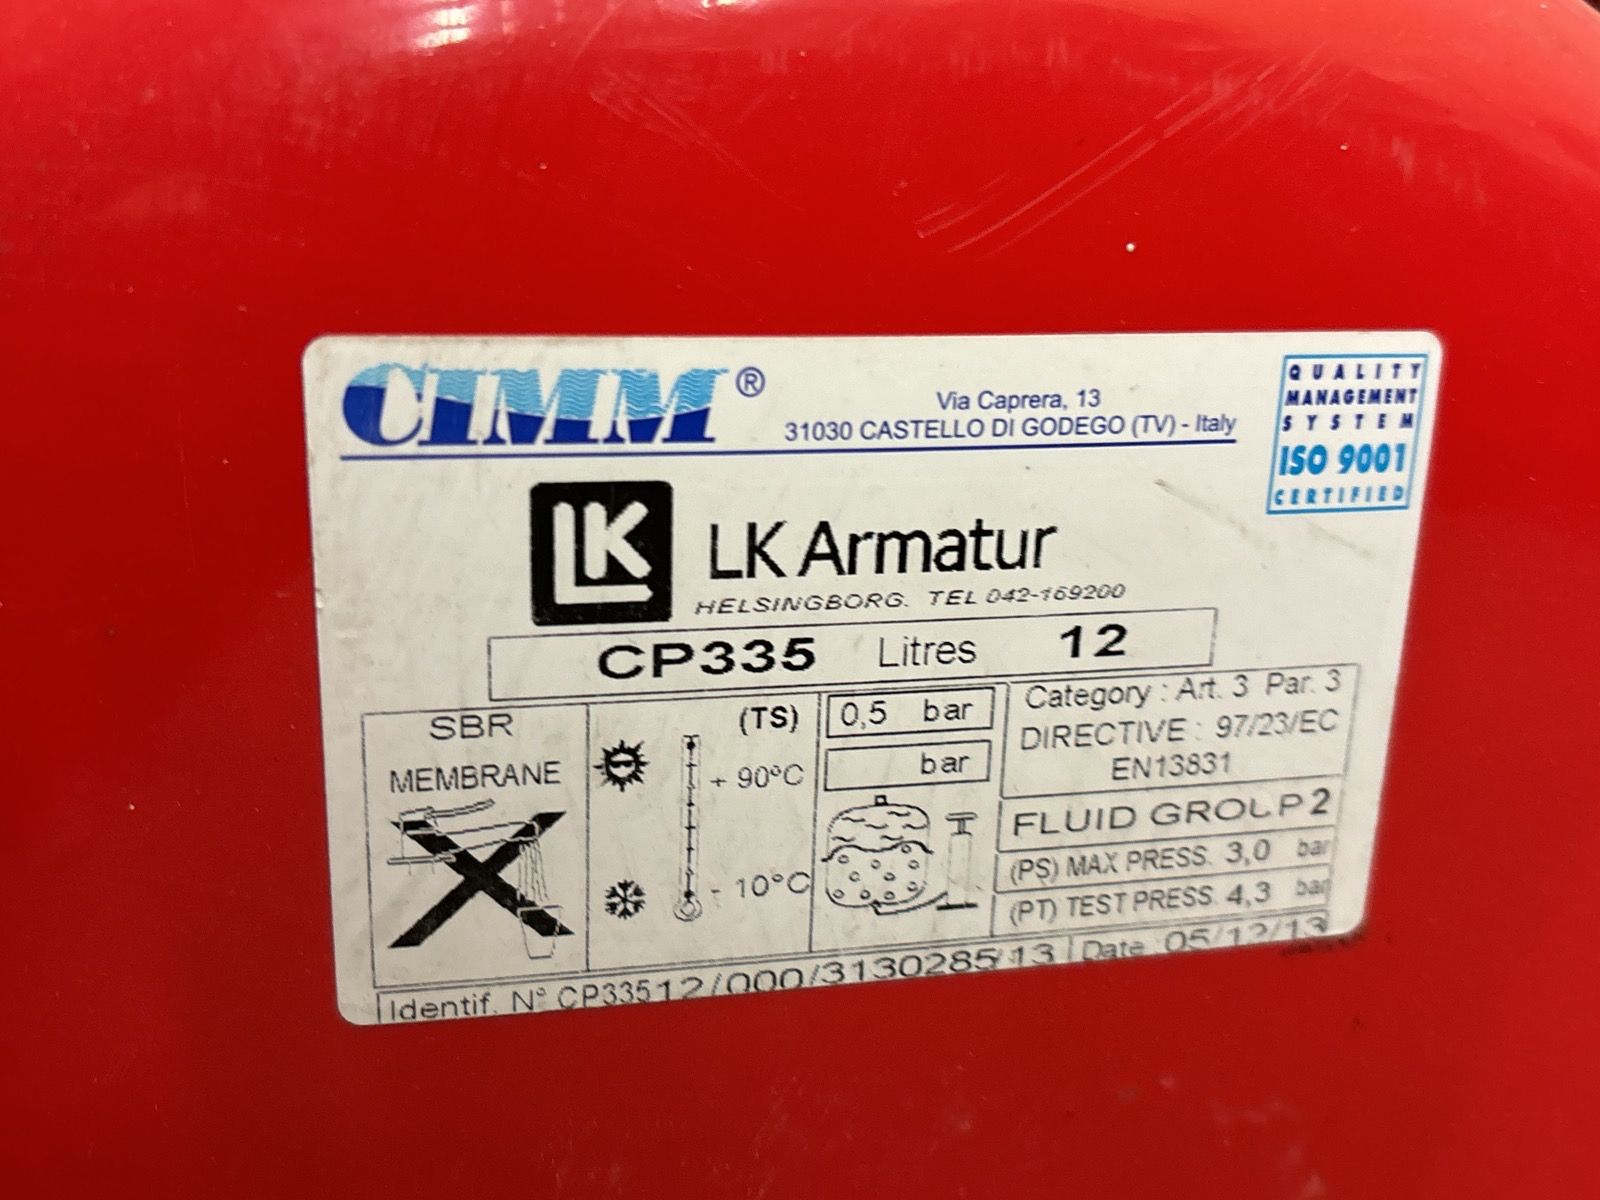 CIMM®
Via Caprera, 13
31030 CASTELLO DI GODEGO (TV) - Italy
QUALITY
MANAGEMENT
SYSTEM
ISO 9001
CERTIFIED
LK LK Armatur
HELSINGBORG. TEL 042-169200
CP335 Litres 12
SBR
MEMBRANE
(TS)
+ 90°C
- 10°C
0,5 bar
bar
Category : Art. 3 Par. 3
DIRECTIVE : 97/23/EC
EN13831
FLUID GROUP 2
(PS) MAX PRESS. 3,0 bar
(PT) TEST PRESS. 4,3 bar
Identif. N° CP33512/000/3130285/13 Date : 05/12/13